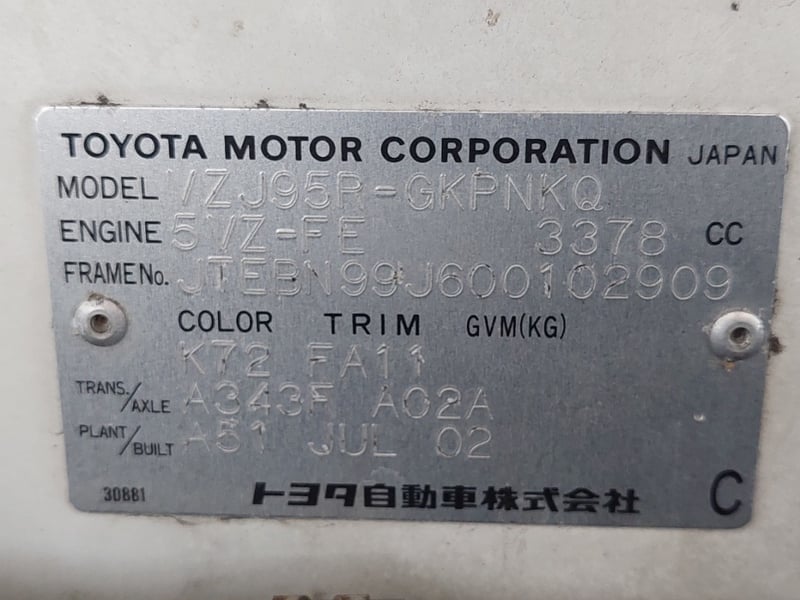 TOYOTA MOTOR CORPORATION JAPAN
MODEL VZJ95R-GKPNKQ
ENGINE 5VZ-FE 3378 CC
FRAME No. JTEBN99J600102909
COLOR TRIM GVM(KG)
K72 FA11
TRANS./AXLE A343F A02A
PLANT/BUILT A51 JUL 02
30881 トヨタ自動車株式会社 C